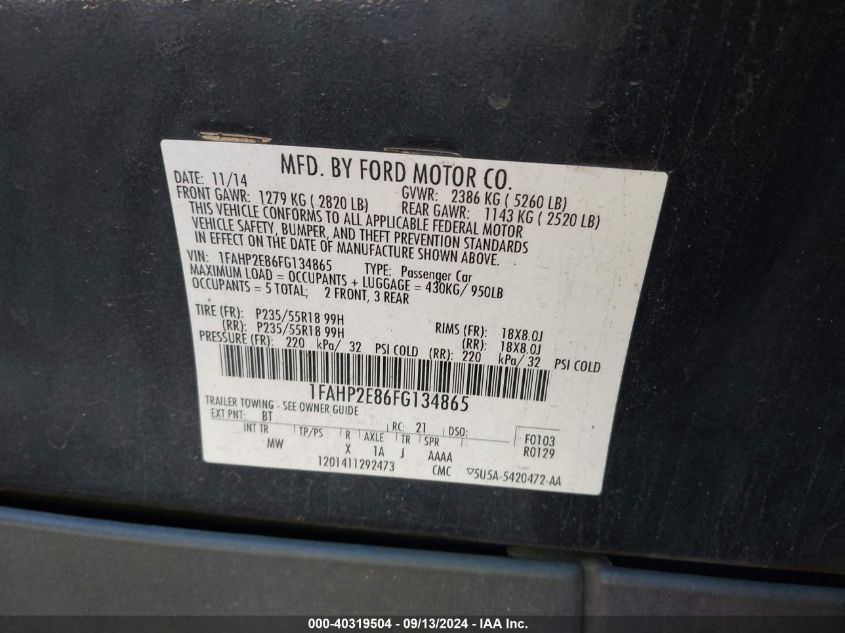 MFD. BY FORD MOTOR CO.
DATE: 11/14 GVWR: 2386 KG ( 5260 LB)
FRONT GAWR: 1279 KG ( 2820 LB) REAR GAWR: 1143 KG ( 2520 LB)
THIS VEHICLE CONFORMS TO ALL APPLICABLE FEDERAL MOTOR
VEHICLE SAFETY, BUMPER, AND THEFT PREVENTION STANDARDS
IN EFFECT ON THE DATE OF MANUFACTURE SHOWN ABOVE.
VIN: 1FAHP2E86FG134865 TYPE: Passenger Car
MAXIMUM LOAD = OCCUPANTS + LUGGAGE = 430KG/ 950LB
OCCUPANTS = 5 TOTAL; 2 FRONT, 3 REAR
TIRE (FR): P235/55R18 99H RIMS (FR): 18X8.0J
(RR): P235/55R18 99H (RR): 18X8.0J
PRESSURE (FR): 220 kPa/ 32 PSI COLD (RR): 220 kPa/ 32 PSI COLD
1FAHP2E86FG134865
TRAILER TOWING - SEE OWNER GUIDE
EXT PNT: BT RC: 21 DSO: F0103
INT TR TP/PS R AXLE TR SPR R0129
MW X 1A J AAAA
1201411292473 CMC 5U5A-5420472-AA
000-40319504 - 09/13/2024 - IAA Inc.